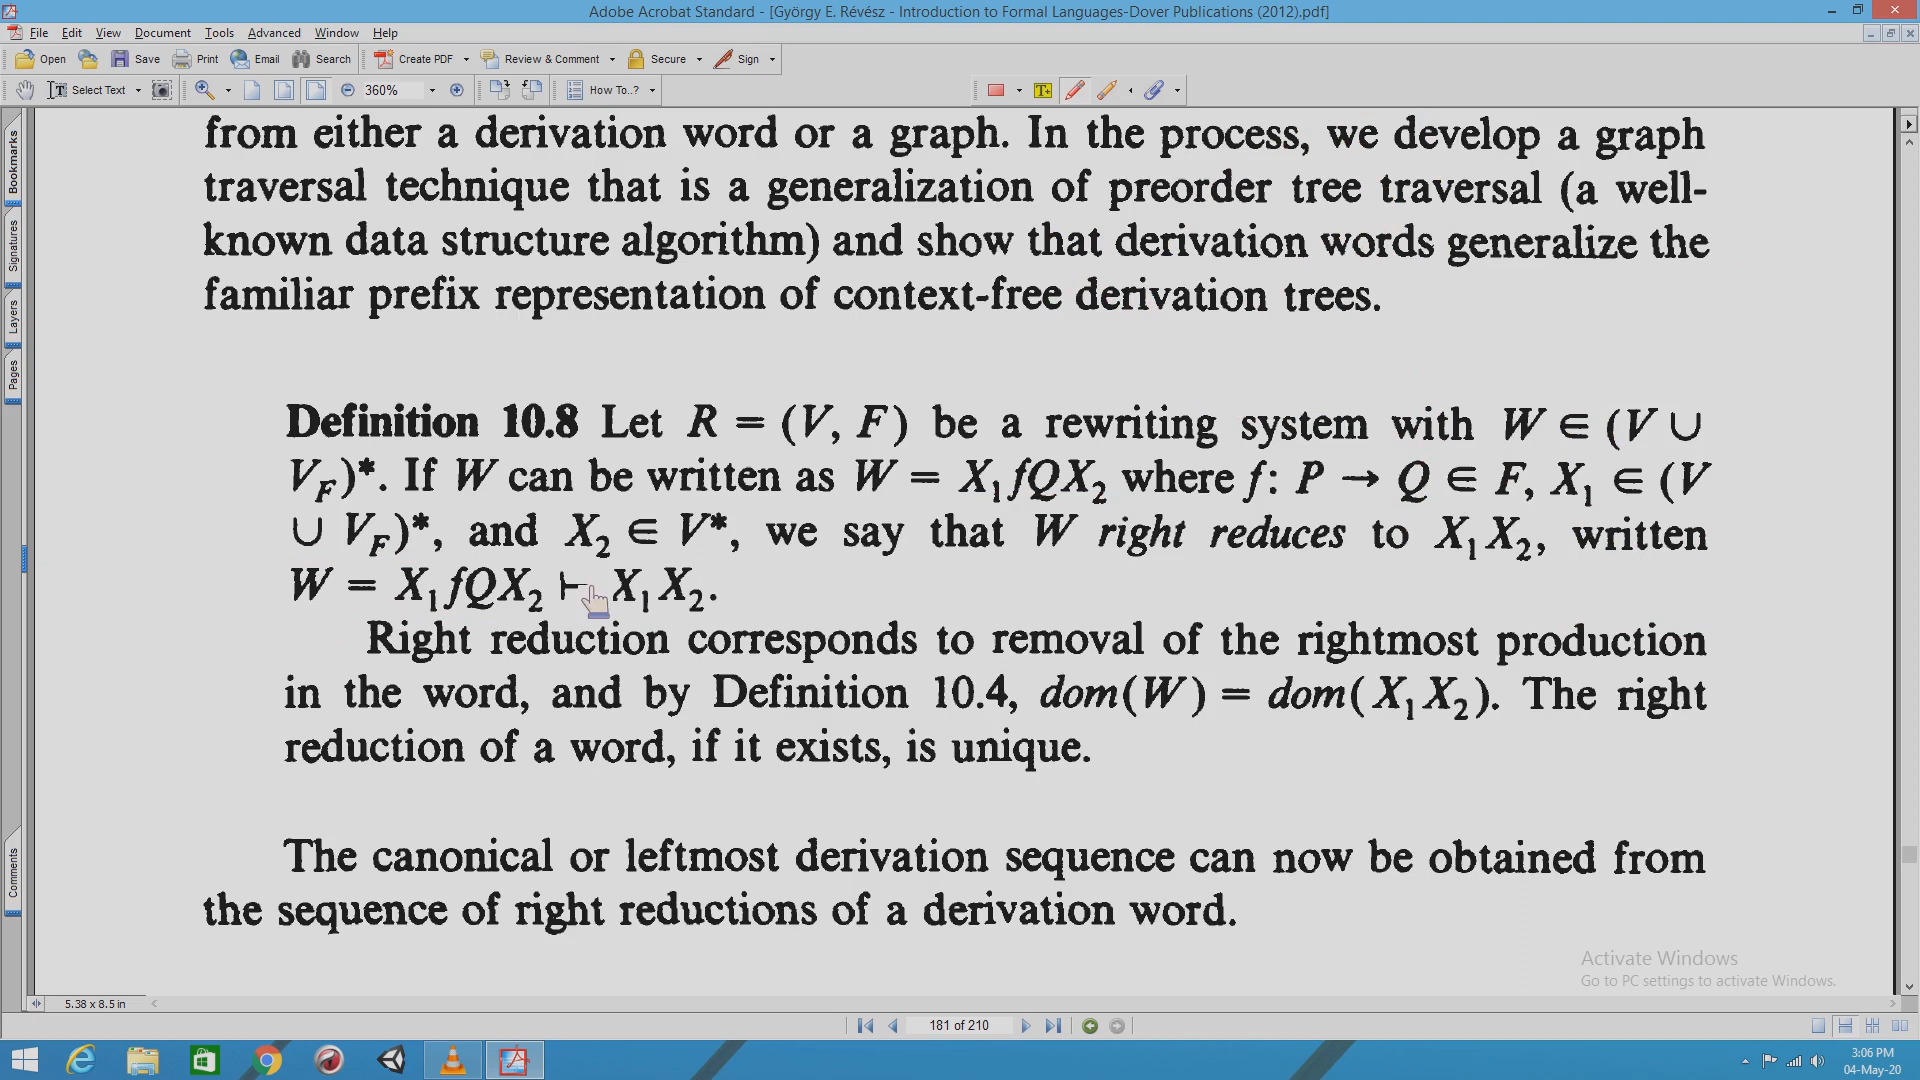 Adobe Acrobat Standard - [György E. Révész - Introduction to Formal Languages-Dover Publications (2012).pdf]
File Edit View Document Tools Advanced Window Help
Open Save Print Email Search Create PDF Review & Comment Secure Sign
Select Text 360% How To..?
Bookmarks
Signatures
Layers
Pages
Comments
from either a derivation word or a graph. In the process, we develop a graph
traversal technique that is a generalization of preorder tree traversal (a well-
known data structure algorithm) and show that derivation words generalize the
familiar prefix representation of context-free derivation trees.
Definition 10.8 Let R = (V, F) be a rewriting system with W ∈ (V ∪
V_F)*. If W can be written as W = X₁fQX₂ where f: P → Q ∈ F, X₁ ∈ (V
∪ V_F)*, and X₂ ∈ V*, we say that W right reduces to X₁X₂, written
W = X₁fQX₂ ⊢ X₁X₂.
Right reduction corresponds to removal of the rightmost production
in the word, and by Definition 10.4, dom(W) = dom(X₁X₂). The right
reduction of a word, if it exists, is unique.
The canonical or leftmost derivation sequence can now be obtained from
the sequence of right reductions of a derivation word.
Activate Windows
Go to PC settings to activate Windows.
5.38 x 8.5 in
181 of 210
3:06 PM
04-May-20